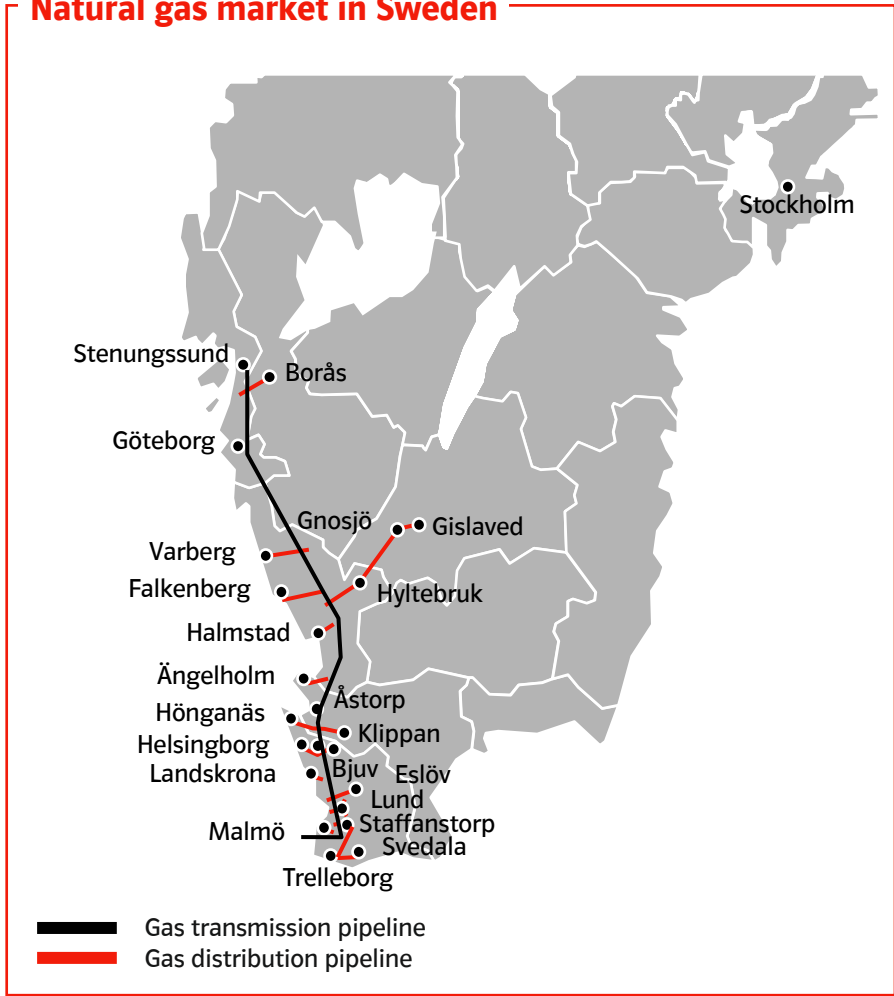 Natural gas market in Sweden
Stockholm
Stenungssund
Borås
Göteborg
Gnosjö
Gislaved
Varberg
Falkenberg
Hyltebruk
Halmstad
Ängelholm
Åstorp
Hönganäs
Klippan
Helsingborg
Bjuv
Landskrona
Eslöv
Lund
Malmö
Staffanstorp
Svedala
Trelleborg
Gas transmission pipeline
Gas distribution pipeline